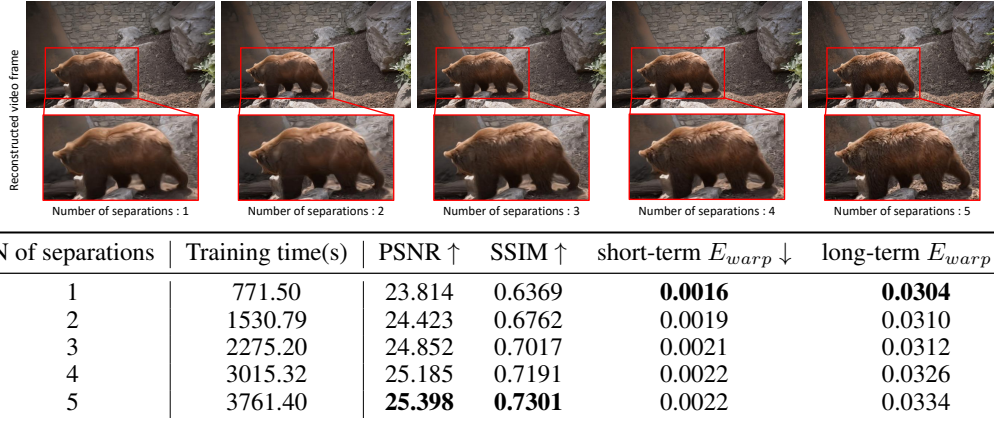 Reconstructed video frame
Number of separations : 1
Number of separations : 2
Number of separations : 3
Number of separations : 4
Number of separations : 5
N of separations | Training time(s) | PSNR ↑ SSIM ↑ short-term E_warp ↓ long-term E_warp
1 771.50 23.814 0.6369 0.0016 0.0304
2 1530.79 24.423 0.6762 0.0019 0.0310
3 2275.20 24.852 0.7017 0.0021 0.0312
4 3015.32 25.185 0.7191 0.0022 0.0326
5 3761.40 25.398 0.7301 0.0022 0.0334